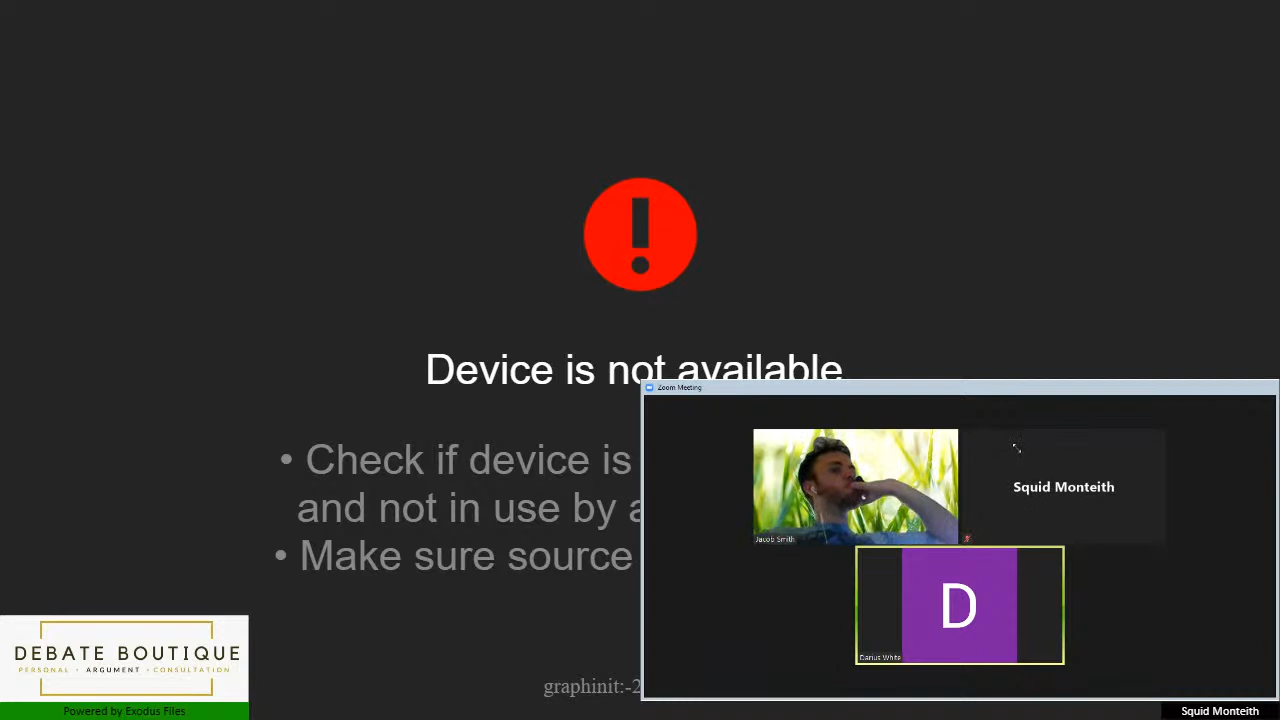 Device is not available
• Check if device is
and not in use by a
• Make sure source
graphinit:-2
Zoom Meeting
Jacob Smith
Squid Monteith
D
Darius White
DEBATE BOUTIQUE
PERSONAL · ARGUMENT · CONSULTATION
Powered by Exodus Files
Squid Monteith